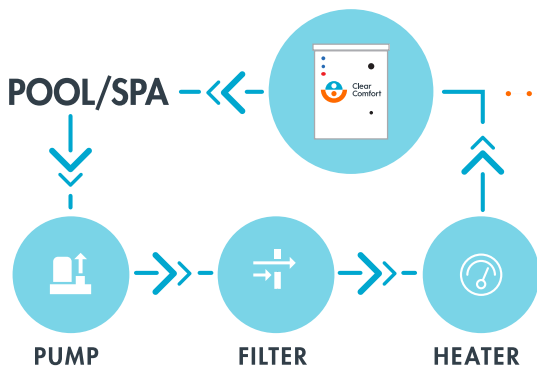 Clear
Comfort
POOL/SPA
PUMP
FILTER
HEATER